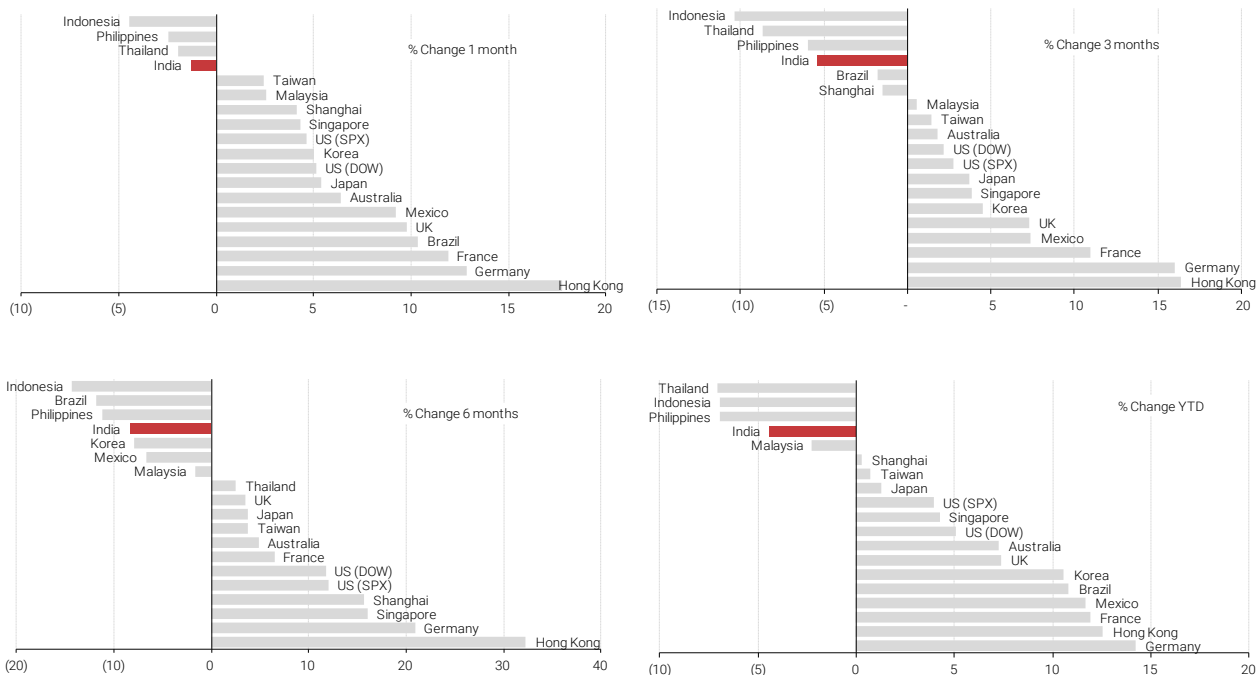 Indonesia
Philippines
% Change 1 month
Thailand
India
Taiwan
Malaysia
Shanghai
Singapore
US (SPX)
Korea
US (DOW)
Japan
Australia
Mexico
UK
Brazil
France
Germany
Hong Kong
(10) (5) 0 5 10 15 20
Indonesia
Thailand
Philippines
% Change 3 months
India
Brazil
Shanghai
Malaysia
Taiwan
Australia
US (DOW)
US (SPX)
Japan
Singapore
Korea
UK
Mexico
France
Germany
Hong Kong
(15) (10) (5) - 5 10 15 20
Indonesia
Brazil
Philippines
% Change 6 months
India
Korea
Mexico
Malaysia
Thailand
UK
Japan
Taiwan
Australia
France
US (DOW)
US (SPX)
Shanghai
Singapore
Germany
Hong Kong
(20) (10) 0 10 20 30 40
Thailand
Indonesia
% Change YTD
Philippines
India
Malaysia
Shanghai
Taiwan
Japan
US (SPX)
Singapore
US (DOW)
Australia
UK
Korea
Brazil
Mexico
France
Hong Kong
Germany
(10) (5) 0 5 10 15 20